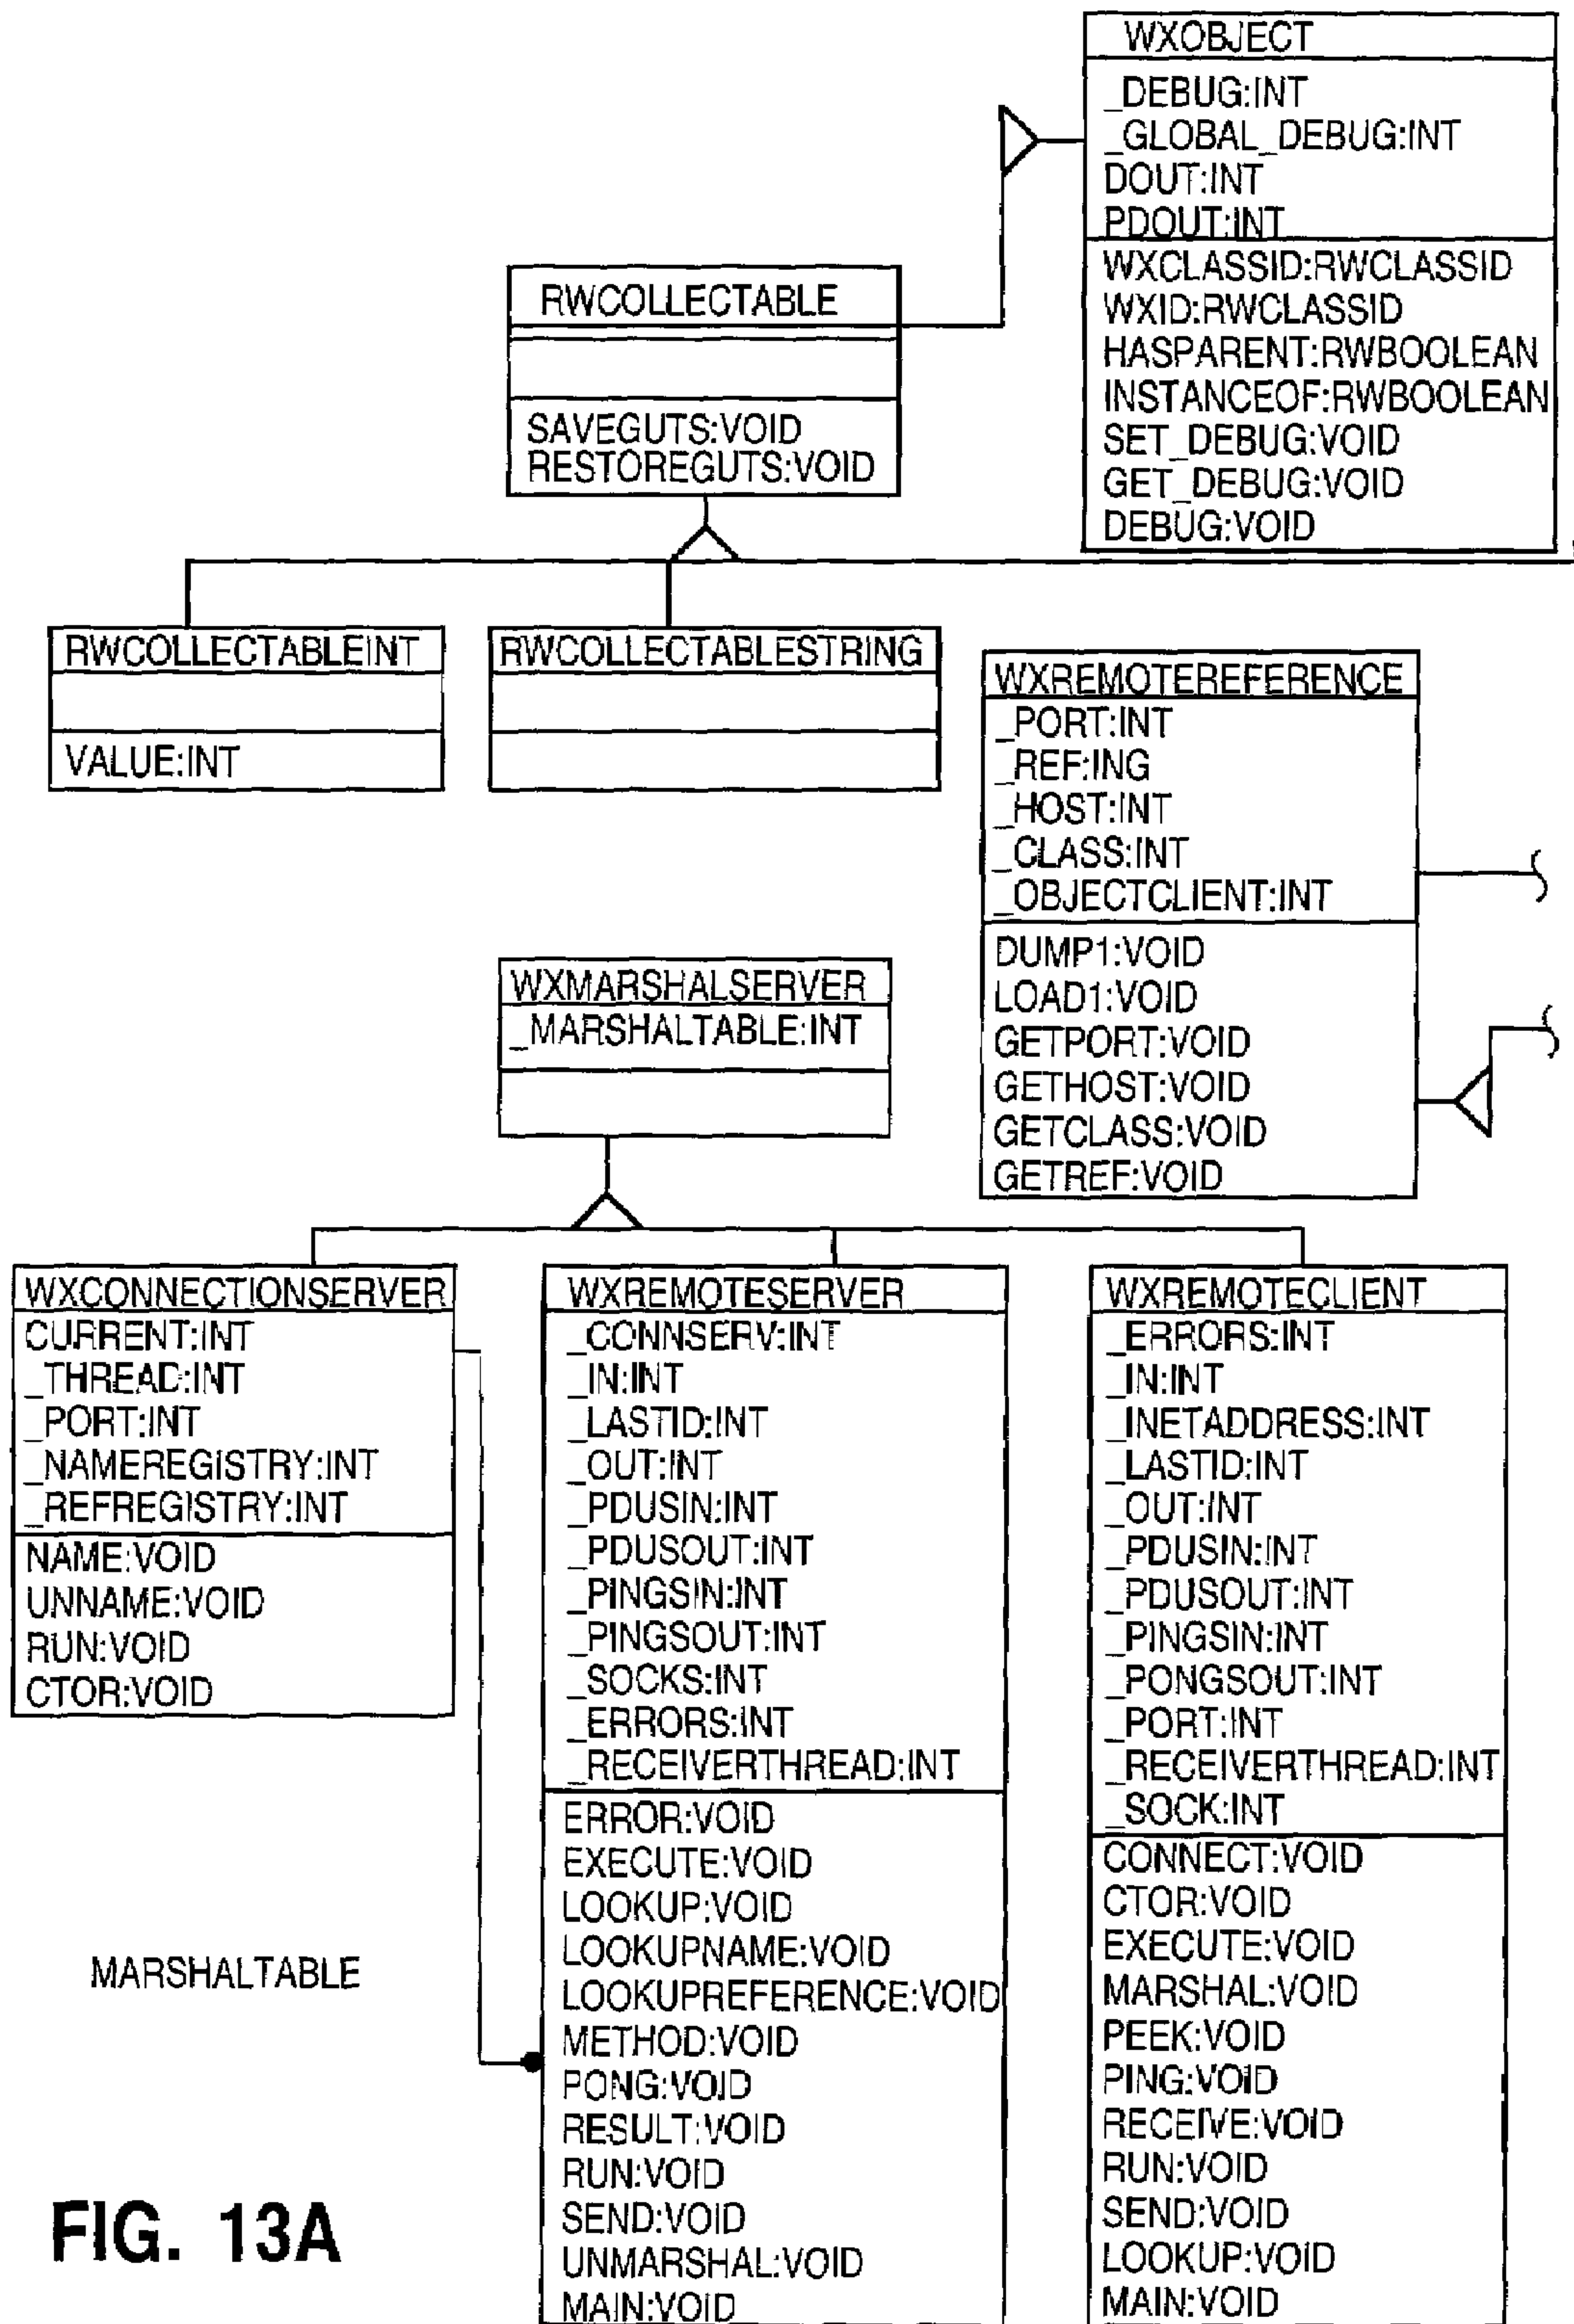 WXOBJECT
_DEBUG:INT
_GLOBAL_DEBUG:INT
DOUT:INT
PDOUT:INT
WXCLASSID:RWCLASSID
WXID:RWCLASSID
HASPARENT:RWBOOLEAN
INSTANCEOF:RWBOOLEAN
SET_DEBUG:VOID
GET_DEBUG:VOID
DEBUG:VOID
RWCOLLECTABLE
SAVEGUTS:VOID
RESTOREGUTS:VOID
RWCOLLECTABLEINT
VALUE:INT
RWCOLLECTABLESTRING
WXREMOTEREFERENCE
_PORT:INT
_REF:ING
_HOST:INT
_CLASS:INT
_OBJECTCLIENT:INT
DUMP1:VOID
LOAD1:VOID
GETPORT:VOID
GETHOST:VOID
GETCLASS:VOID
GETREF:VOID
WXMARSHALSERVER
_MARSHALTABLE:INT
WXCONNECTIONSERVER
CURRENT:INT
_THREAD:INT
_PORT:INT
_NAMEREGISTRY:INT
_REFREGISTRY:INT
NAME:VOID
UNNAME:VOID
RUN:VOID
CTOR:VOID
WXREMOTESERVER
_CONNSERV:INT
_IN:INT
_LASTID:INT
_OUT:INT
_PDUSIN:INT
_PDUSOUT:INT
_PINGSIN:INT
_PINGSOUT:INT
_SOCKS:INT
_ERRORS:INT
_RECEIVERTHREAD:INT
ERROR:VOID
EXECUTE:VOID
LOOKUP:VOID
LOOKUPNAME:VOID
LOOKUPREFERENCE:VOID
METHOD:VOID
PONG:VOID
RESULT:VOID
RUN:VOID
SEND:VOID
UNMARSHAL:VOID
MAIN:VOID
WXREMOTECLIENT
_ERRORS:INT
_IN:INT
_INETADDRESS:INT
_LASTID:INT
_OUT:INT
_PDUSIN:INT
_PDUSOUT:INT
_PINGSIN:INT
_PONGSOUT:INT
_PORT:INT
_RECEIVERTHREAD:INT
_SOCK:INT
CONNECT:VOID
CTOR:VOID
EXECUTE:VOID
MARSHAL:VOID
PEEK:VOID
PING:VOID
RECEIVE:VOID
RUN:VOID
SEND:VOID
LOOKUP:VOID
MAIN:VOID
MARSHALTABLE
FIG. 13A